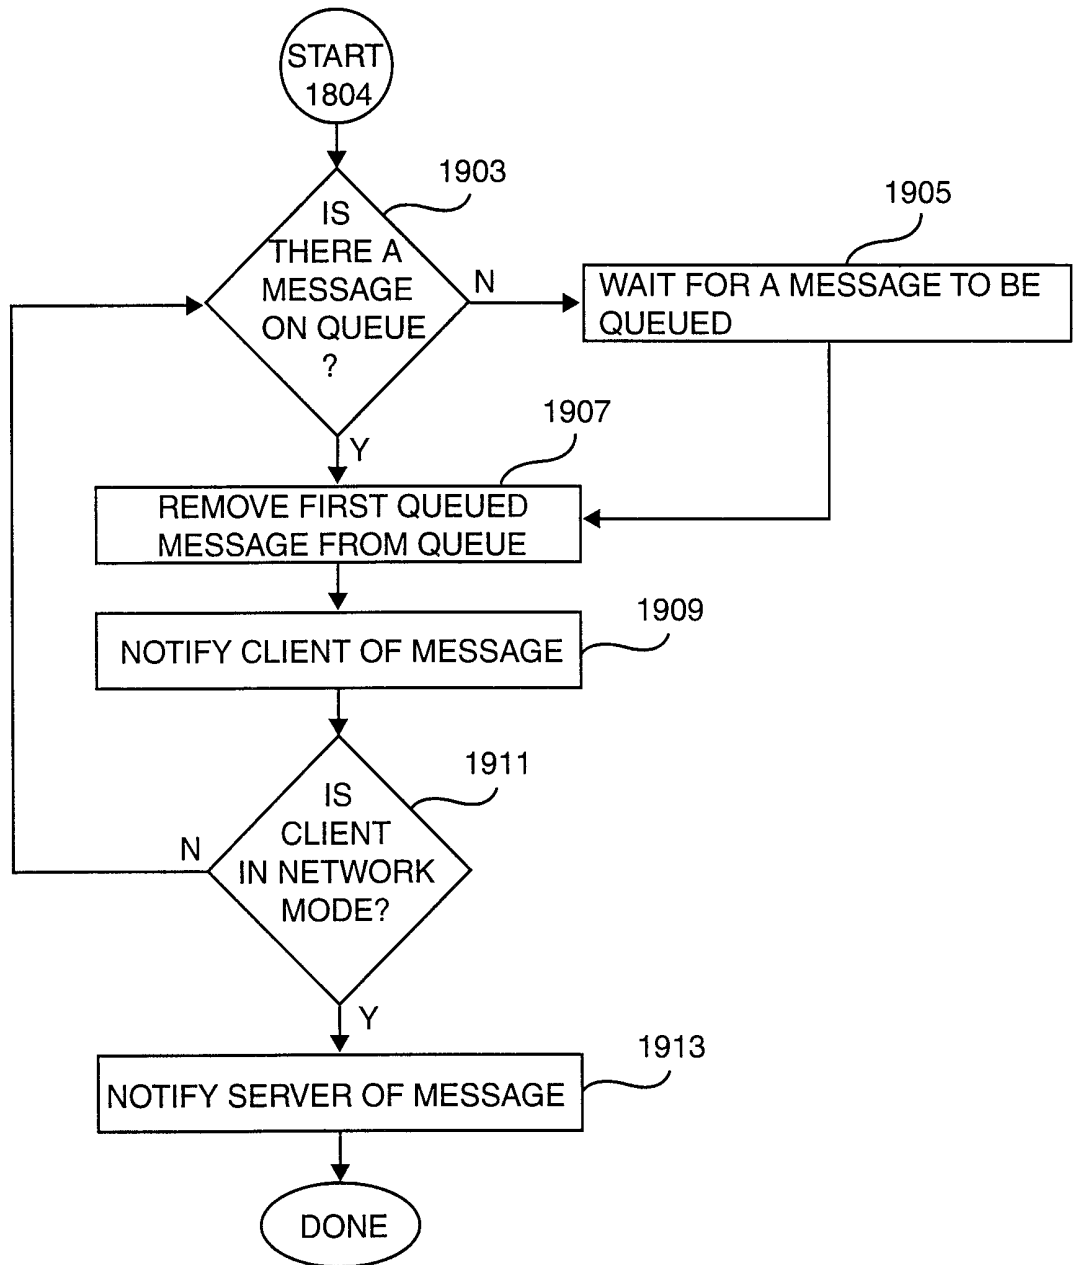 START
1804
1903
IS
THERE A
MESSAGE
ON QUEUE
?
N
1905
WAIT FOR A MESSAGE TO BE
QUEUED
Y
1907
REMOVE FIRST QUEUED
MESSAGE FROM QUEUE
1909
NOTIFY CLIENT OF MESSAGE
1911
IS
CLIENT
IN NETWORK
MODE?
N
Y
1913
NOTIFY SERVER OF MESSAGE
DONE